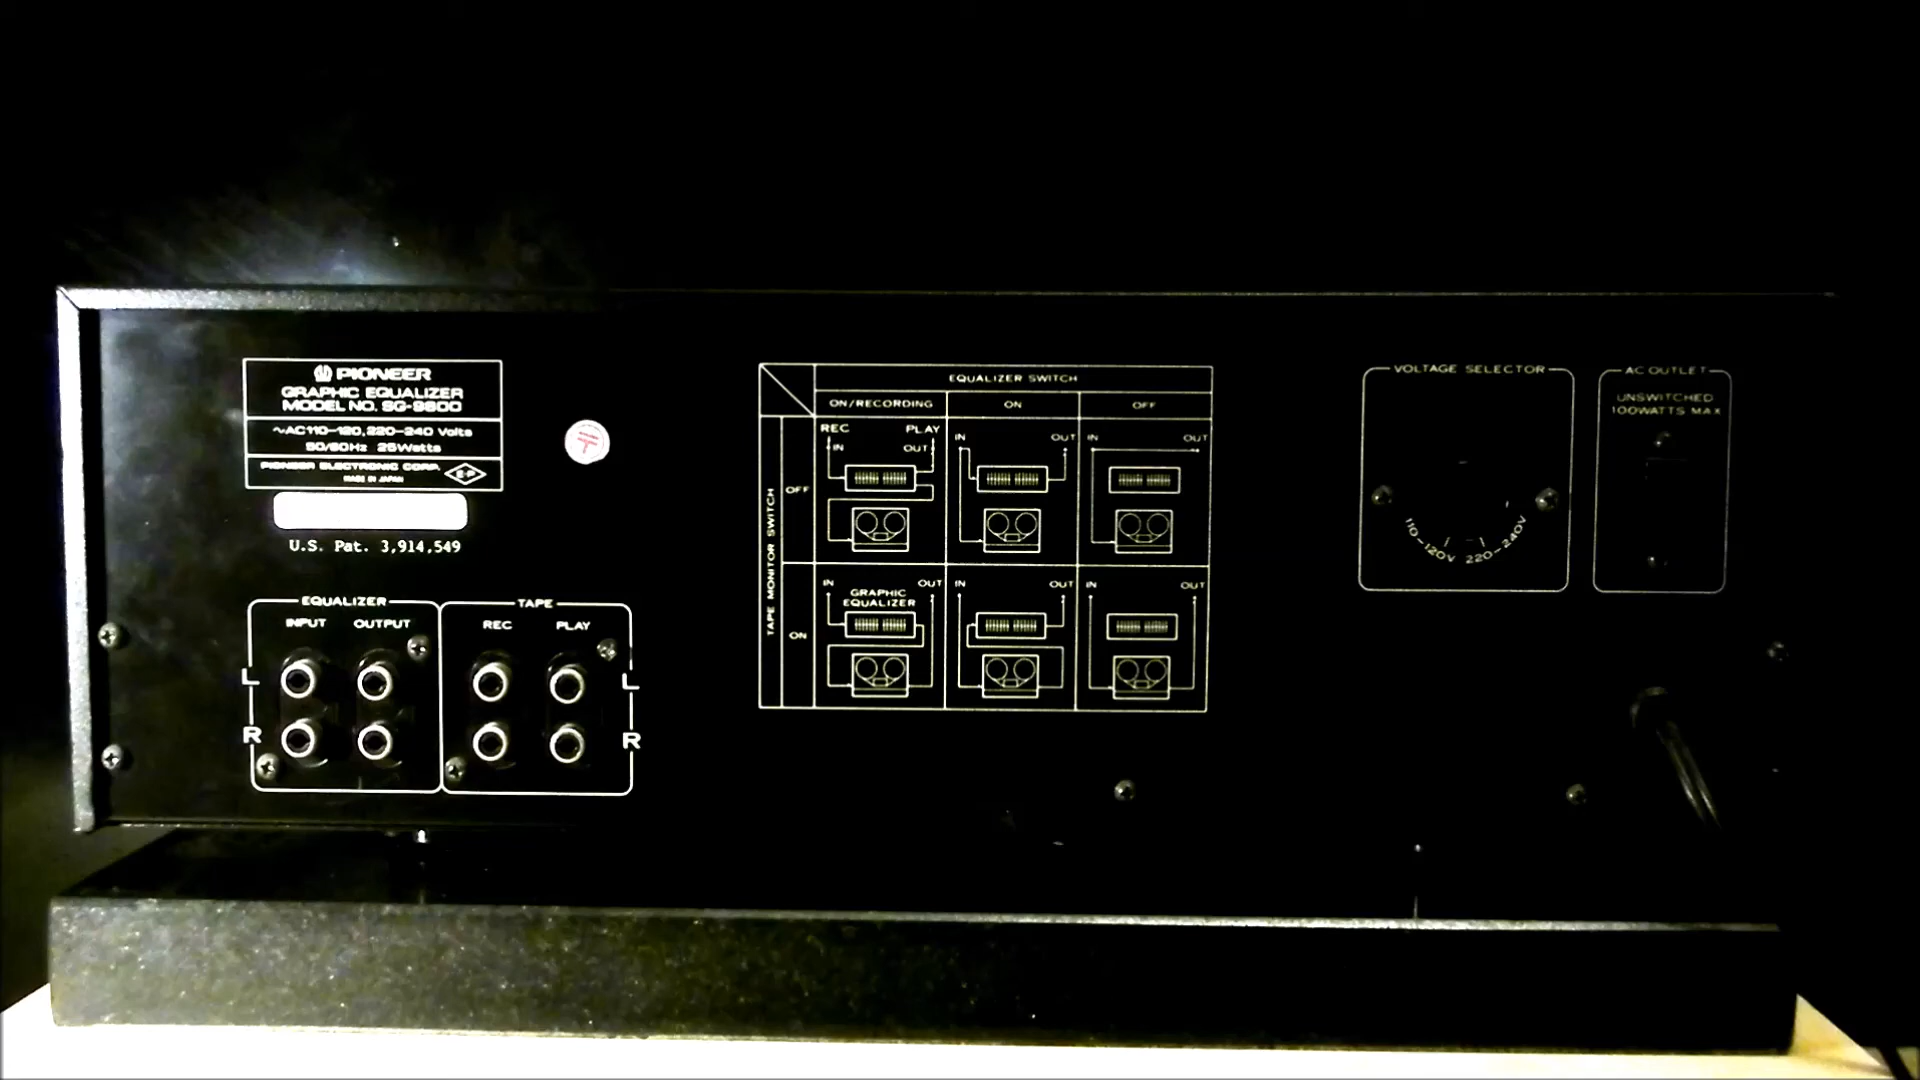 PIONEER
GRAPHIC EQUALIZER
MODEL NO. SG-9800
~AC110-120,220-240 Volts
50/60Hz 25Watts
PIONEER ELECTRONIC CORP.
MADE IN JAPAN
E-P
U.S. Pat. 3,914,549
EQUALIZER
INPUT OUTPUT
TAPE
REC PLAY
L
R
L
R
EQUALIZER SWITCH
ON/RECORDING ON OFF
TAPE MONITOR SWITCH
OFF
REC PLAY
IN OUT
IN OUT
IN OUT
ON
IN OUT
GRAPHIC
EQUALIZER
IN OUT
IN OUT
VOLTAGE SELECTOR
110-120V 220-240V
AC OUTLET
UNSWITCHED
100WATTS MAX